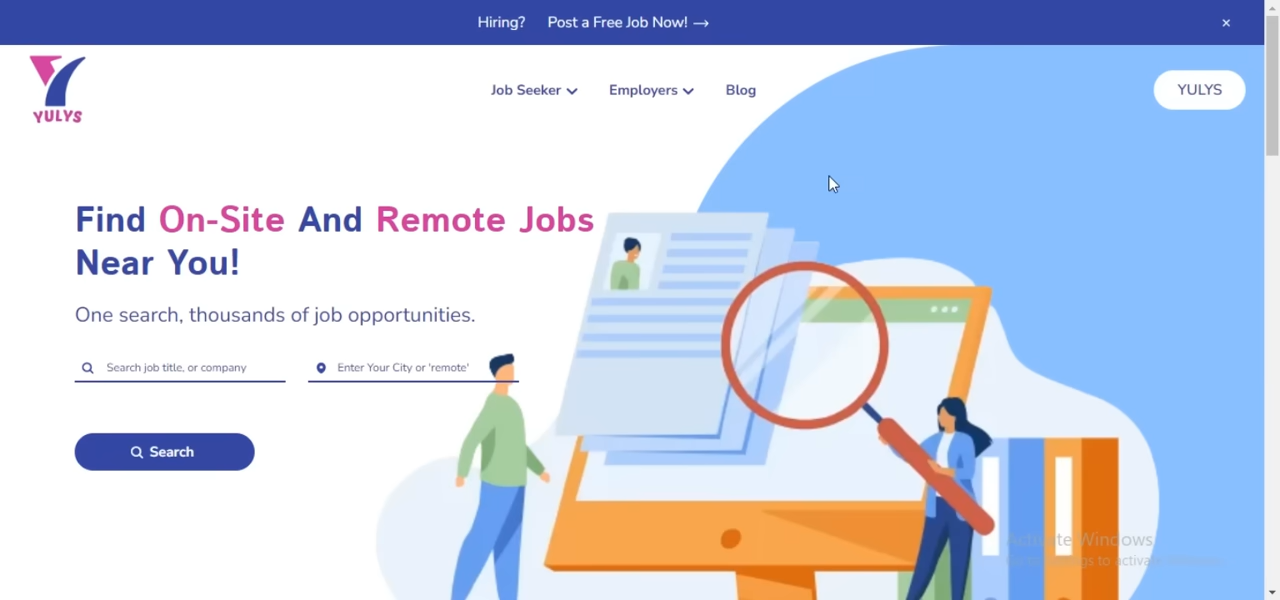 Hiring? Post a Free Job Now! →
×
YULYS
Job Seeker
Employers
Blog
YULYS
Find On-Site And Remote Jobs
Near You!
One search, thousands of job opportunities.
Search job title, or company
Enter Your City or 'remote'
Search
Activate Windows